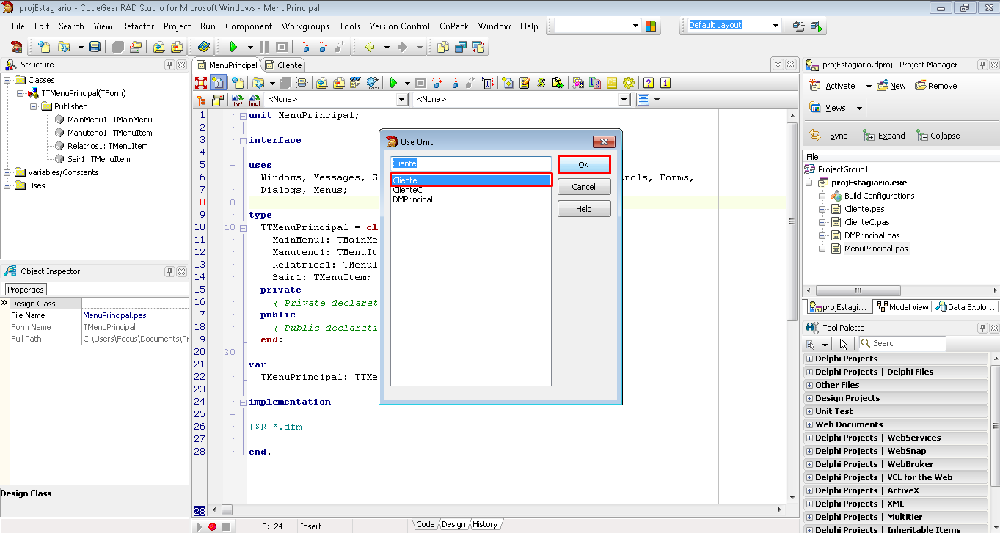 projEstagiario - CodeGear RAD Studio for Microsoft Windows - MenuPrincipal
File Edit Search View Refactor Project Run Component Workgroups Tools Version Control CnPack Window Help
Default Layout
Structure
Classes
TTMenuPrincipal(TForm)
Published
MainMenu1: TMainMenu
Manuteno1: TMenuItem
Relatrios1: TMenuItem
Sair1: TMenuItem
Variables/Constants
Uses
Object Inspector
Properties
Design Class
File Name MenuPrincipal.pas
Form Name TMenuPrincipal
Full Path C:\Users\Focus\Documents\Pr
Design Class
MenuPrincipal Cliente
Intf Impl <None> <None>
1 unit MenuPrincipal;
2
3 interface
4
5 uses
6 Windows, Messages, S rols, Forms,
7 Dialogs, Menus;
8 8
9 type
10 10 TTMenuPrincipal = cl
11 MainMenu1: TMainMe
12 Manuteno1: TMenuIt
13 Relatrios1: TMenuI
14 Sair1: TMenuItem;
15 private
16 { Private declarat
17 public
18 { Public declarati
19 end;
20 20
21 var
22 TMenuPrincipal: TTMe
23
24 implementation
25
26 {$R *.dfm}
27
28 end.
28
8: 24 Insert Code Design History
Use Unit
Cliente
Cliente
ClienteC
DMPrincipal
OK
Cancel
Help
projEstagiario.dproj - Project Manager
Activate New Remove
Views
Sync Expand Collapse
File
ProjectGroup1
projEstagiario.exe
Build Configurations
Cliente.pas
ClienteC.pas
DMPrincipal.pas
MenuPrincipal.pas
projEstagi... Model View Data Explo...
Tool Palette
Search
Delphi Projects
Delphi Projects | Delphi Files
Other Files
Design Projects
Unit Test
Web Documents
Delphi Projects | WebServices
Delphi Projects | WebSnap
Delphi Projects | WebBroker
Delphi Projects | VCL for the Web
Delphi Projects | ActiveX
Delphi Projects | XML
Delphi Projects | Multitier
Delphi Projects | Inheritable Items